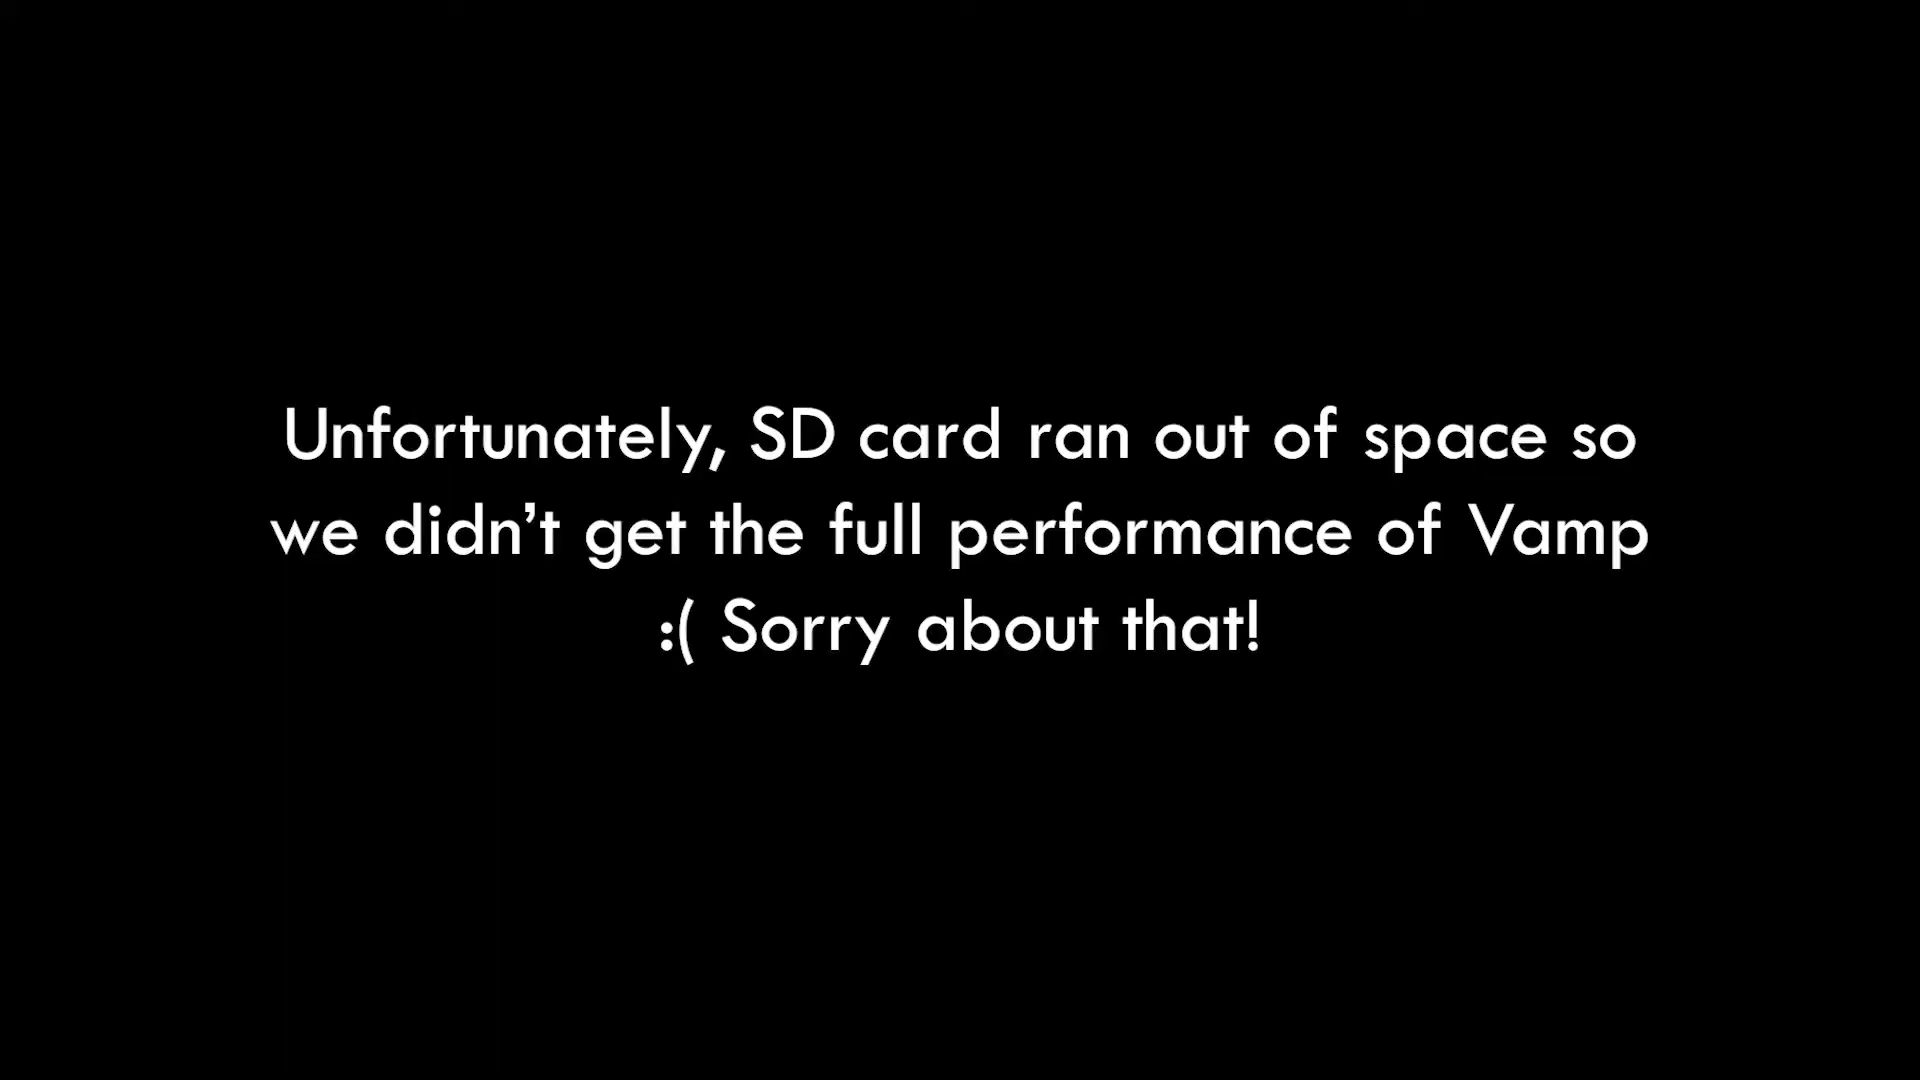 Unfortunately, SD card ran out of space so
we didn’t get the full performance of Vamp
:( Sorry about that!